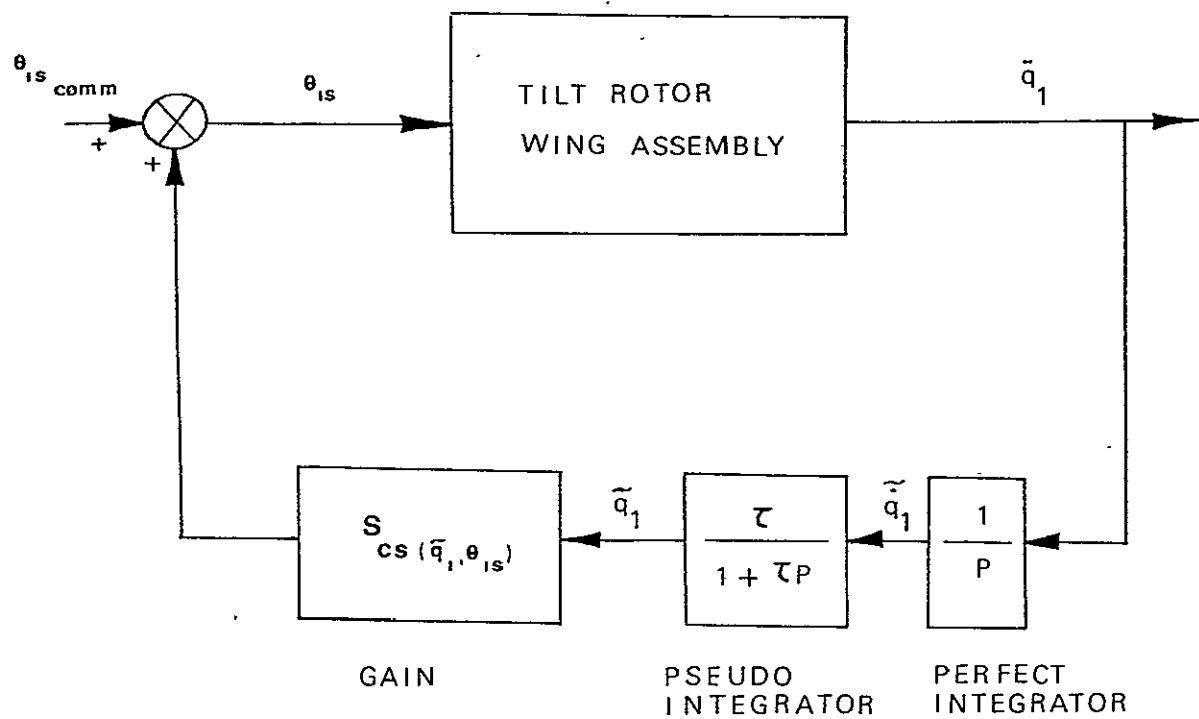 θ₁s comm
+
+
θ₁s
TILT ROTOR
WING ASSEMBLY
q̈₁
S cs(q̃₁, θ₁s)
q̃₁
τ
1 + τP
q̇̃₁
1
P
GAIN
PSEUDO
INTEGRATOR
PERFECT
INTEGRATOR